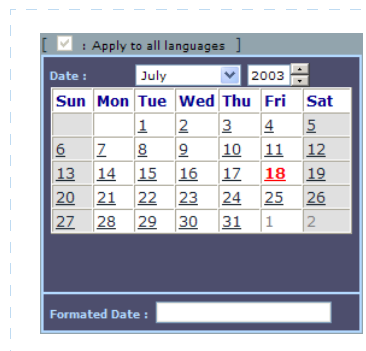 [ : Apply to all languages ]
Date : July 2003
Sun Mon Tue Wed Thu Fri Sat
1 2 3 4 5
6 7 8 9 10 11 12
13 14 15 16 17 18 19
20 21 22 23 24 25 26
27 28 29 30 31 1 2
Formated Date :